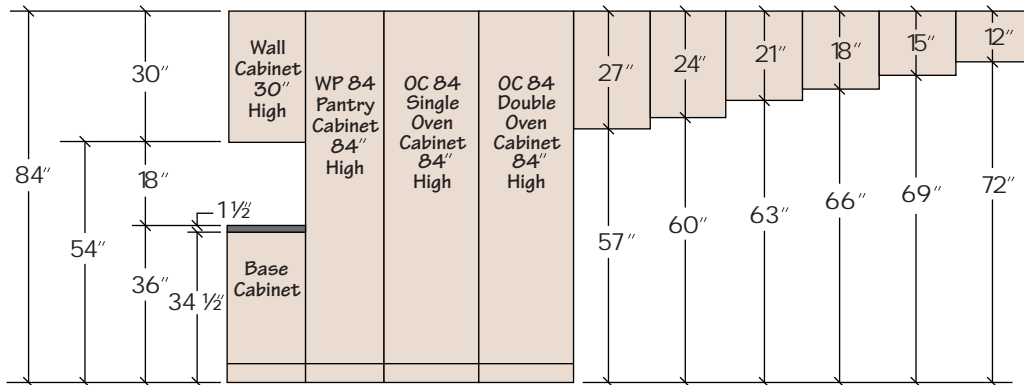 84″
30″
18″
1 ½″
54″
36″
34 ½″
Wall
Cabinet
30″
High
Base
Cabinet
WP 84
Pantry
Cabinet
84″
High
OC 84
Single
Oven
Cabinet
84″
High
OC 84
Double
Oven
Cabinet
84″
High
27″
24″
21″
18″
15″
12″
57″
60″
63″
66″
69″
72″